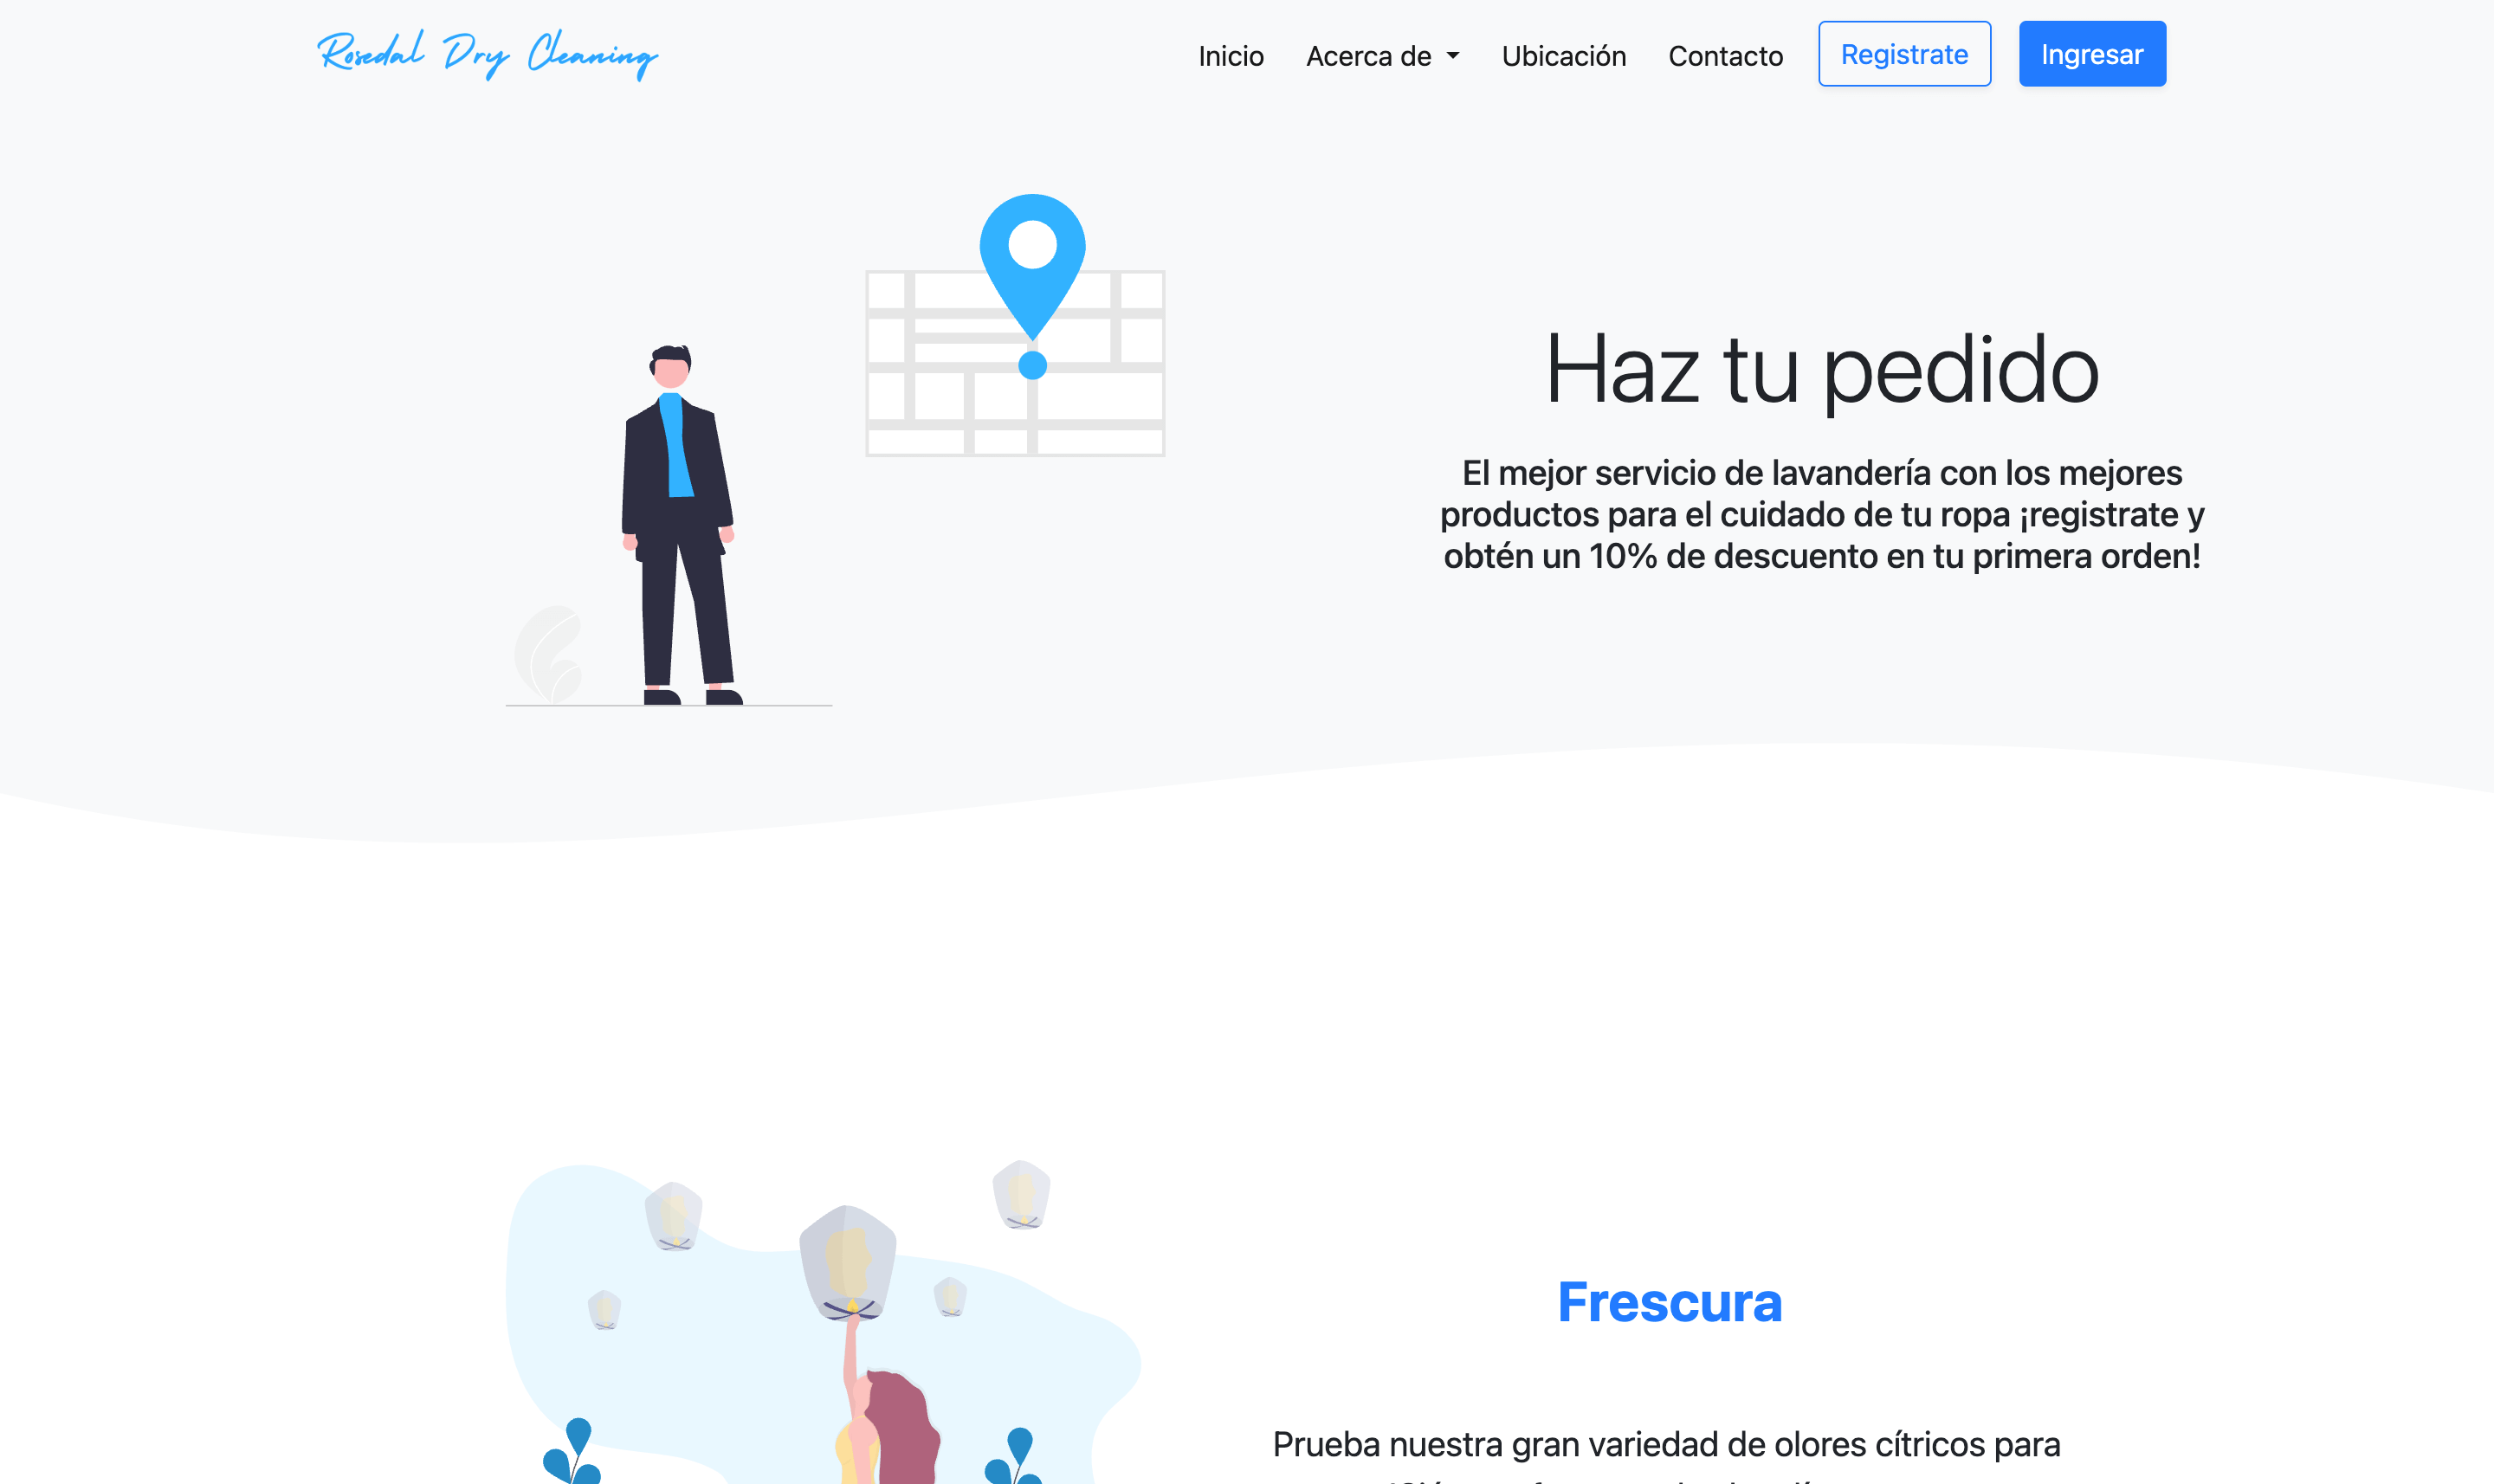 Rosedal Dry Cleaning
Inicio Acerca de Ubicación Contacto Registrate Ingresar
Haz tu pedido
El mejor servicio de lavandería con los mejores
productos para el cuidado de tu ropa ¡registrate y
obtén un 10% de descuento en tu primera orden!
Frescura
Prueba nuestra gran variedad de olores cítricos para